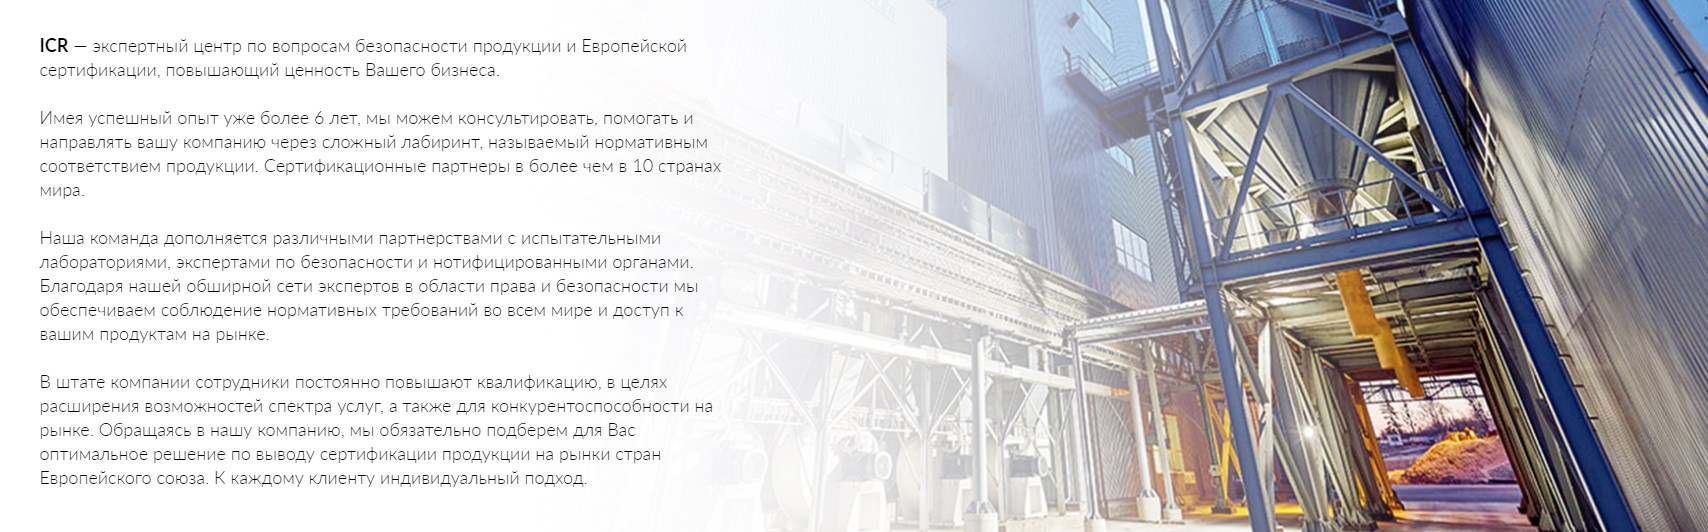 ICR — экспертный центр по вопросам безопасности продукции и Европейской
сертификации, повышающий ценность Вашего бизнеса.
Имея успешный опыт уже более 6 лет, мы можем консультировать, помогать и
направлять вашу компанию через сложный лабиринт, называемый нормативным
соответствием продукции. Сертификационные партнеры в более чем в 10 странах
мира.
Наша команда дополняется различными партнерствами с испытательными
лабораториями, экспертами по безопасности и нотифицированными органами.
Благодаря нашей обширной сети экспертов в области права и безопасности мы
обеспечиваем соблюдение нормативных требований во всем мире и доступ к
вашим продуктам на рынке.
В штате компании сотрудники постоянно повышают квалификацию, в целях
расширения возможностей спектра услуг, а также для конкурентоспособности на
рынке. Обращаясь в нашу компанию, мы обязательно подберем для Вас
оптимальное решение по выводу сертификации продукции на рынки стран
Европейского союза. К каждому клиенту индивидуальный подход.